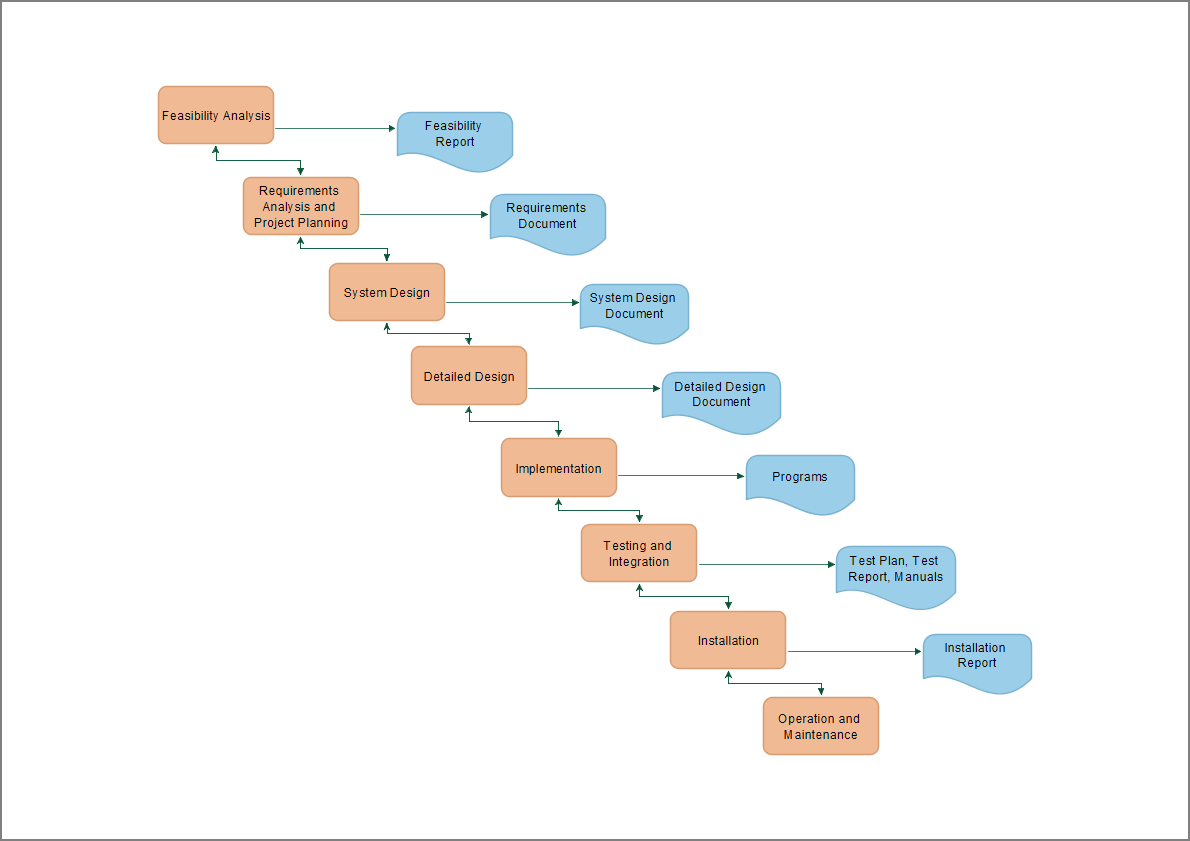 Feasibility Analysis
Feasibility
Report
Requirements
Analysis and
Project Planning
Requirements
Document
System Design
System Design
Document
Detailed Design
Detailed Design
Document
Implementation
Programs
Testing and
Integration
Test Plan, Test
Report, Manuals
Installation
Installation
Report
Operation and
Maintenance